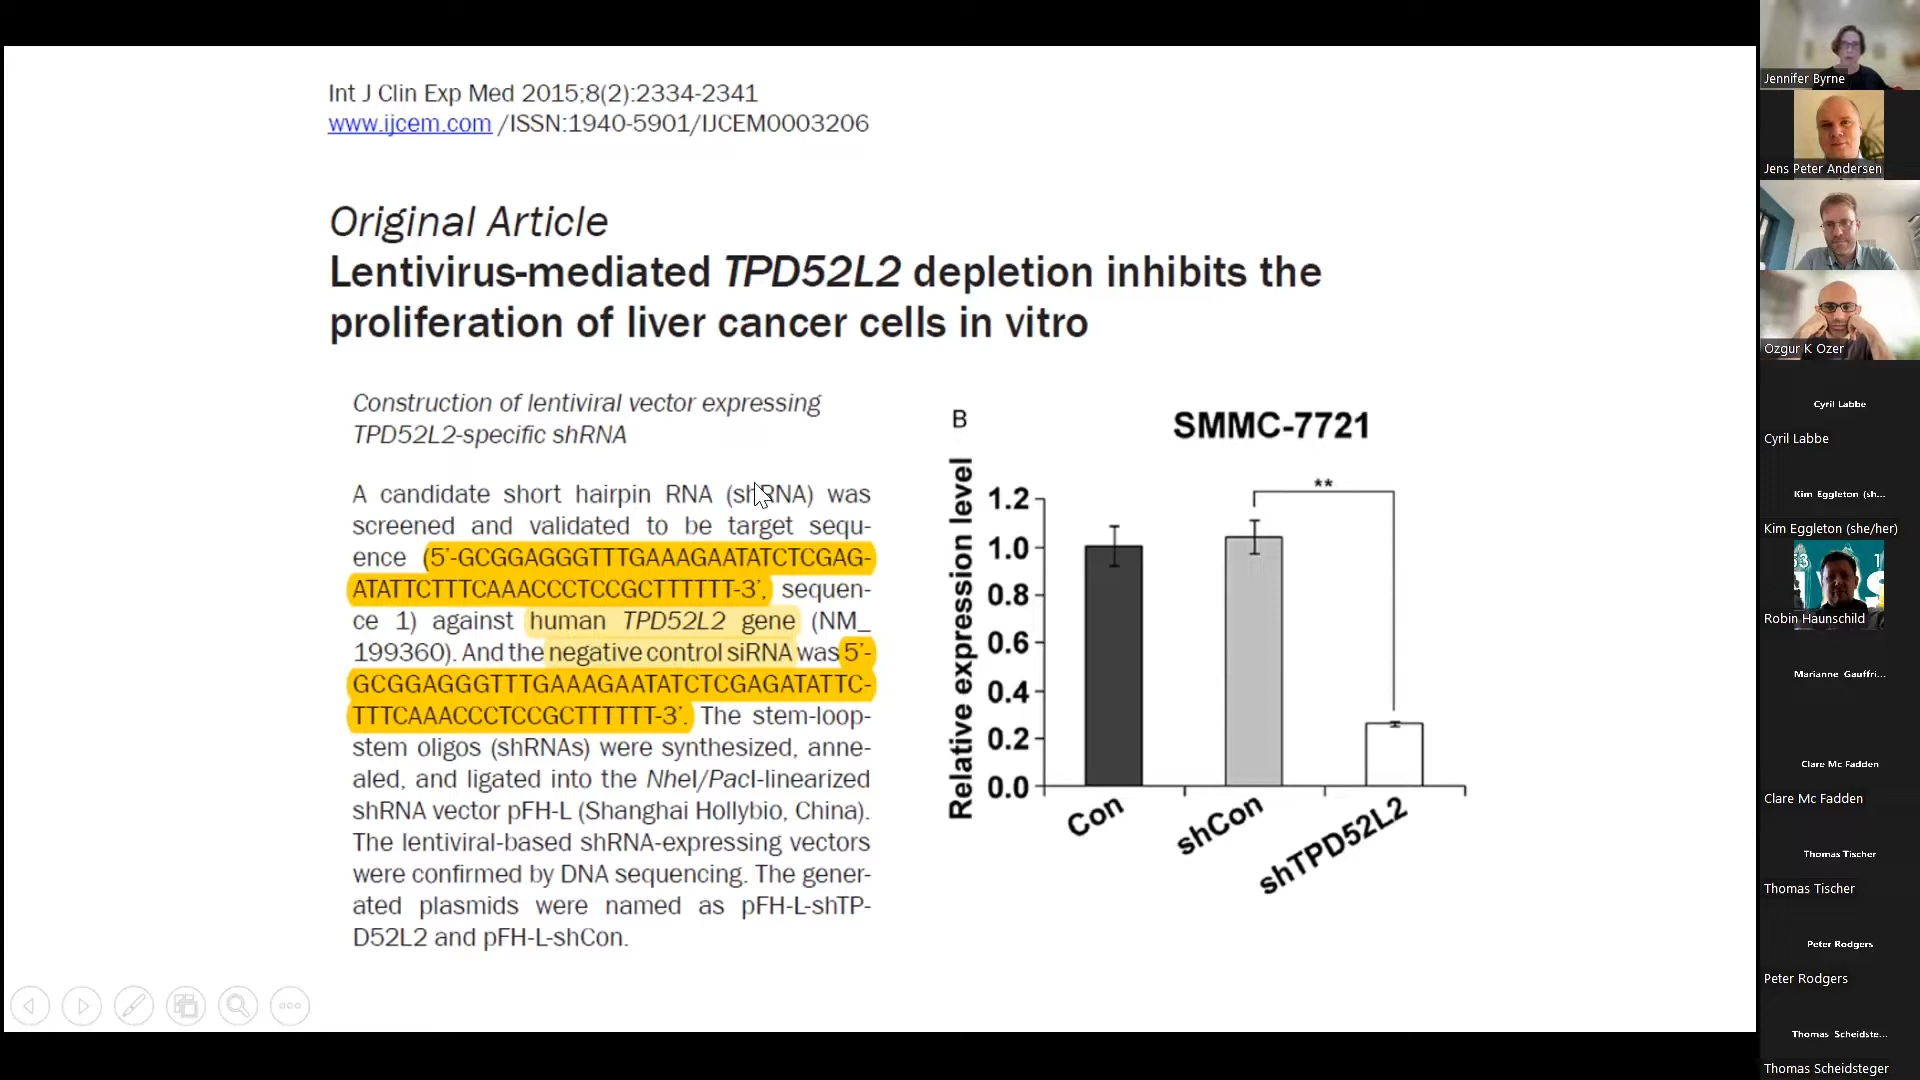 Int J Clin Exp Med 2015;8(2):2334-2341
www.ijcem.com /ISSN:1940-5901/IJCEM0003206
Original Article
Lentivirus-mediated TPD52L2 depletion inhibits the
proliferation of liver cancer cells in vitro
Construction of lentiviral vector expressing
TPD52L2-specific shRNA
A candidate short hairpin RNA (shRNA) was
screened and validated to be target sequ-
ence (5'-GCGGAGGGTTTGAAAGAATATCTCGAG-
ATATTCTTTCAAACCCTCCGCTTTTTT-3', sequen-
ce 1) against human TPD52L2 gene (NM_
199360). And the negative control siRNA was 5'-
GCGGAGGGTTTGAAAGAATATCTCGAGATATTC-
TTTCAAACCCTCCGCTTTTTT-3'. The stem-loop-
stem oligos (shRNAs) were synthesized, anne-
aled, and ligated into the NheI/PacI-linearized
shRNA vector pFH-L (Shanghai Hollybio, China).
The lentiviral-based shRNA-expressing vectors
were confirmed by DNA sequencing. The gener-
ated plasmids were named as pFH-L-shTP-
D52L2 and pFH-L-shCon.
B
SMMC-7721
Relative expression level
1.2
1.0
0.8
0.6
0.4
0.2
0.0
**
Con
shCon
shTPD52L2
Jennifer Byrne
Jens Peter Andersen
Ozgur K Ozer
Cyril Labbe
Cyril Labbe
Kim Eggleton (sh...
Kim Eggleton (she/her)
Robin Haunschild
Marianne Gauffri...
Clare Mc Fadden
Clare Mc Fadden
Thomas Tischer
Thomas Tischer
Peter Rodgers
Peter Rodgers
Thomas Scheidste...
Thomas Scheidsteger